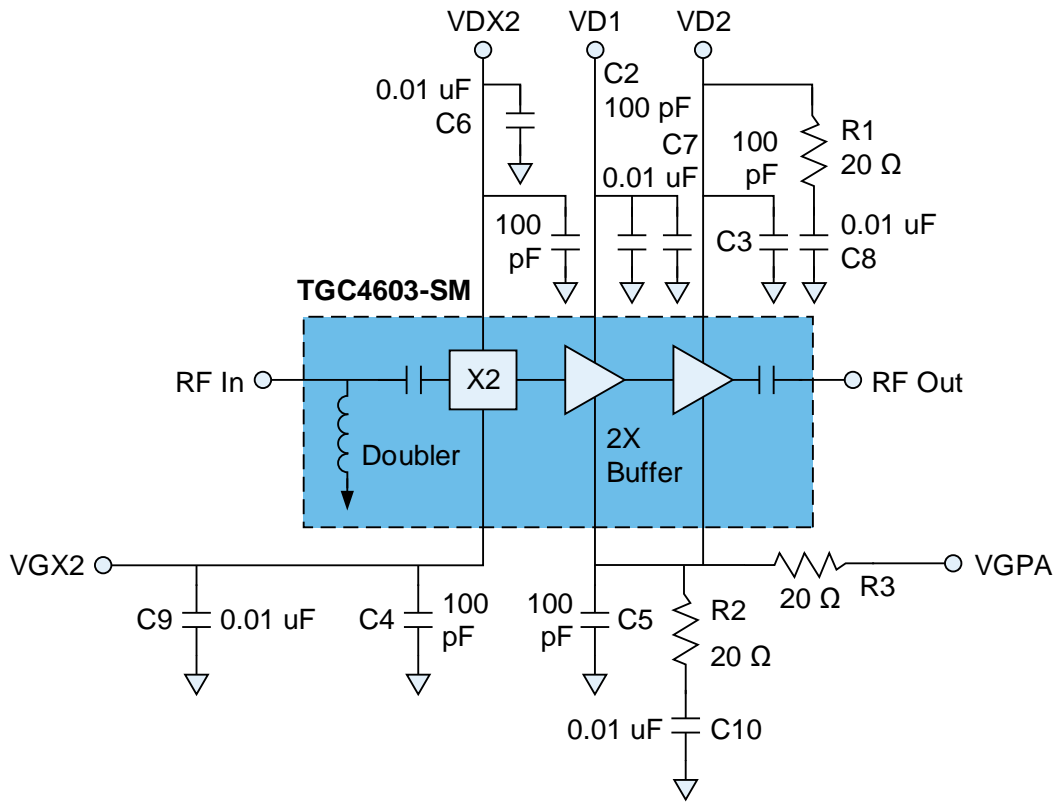 VDX2
VD1
VD2
0.01 uF
C6
C2
100 pF
C7
0.01 uF
100
pF
R1
20 Ω
100
pF
C3
0.01 uF
C8
TGC4603-SM
RF In
X2
RF Out
Doubler
2X
Buffer
VGX2
VGPA
20 Ω
R3
C9
0.01 uF
C4
100
pF
100
pF
C5
R2
20 Ω
0.01 uF
C10